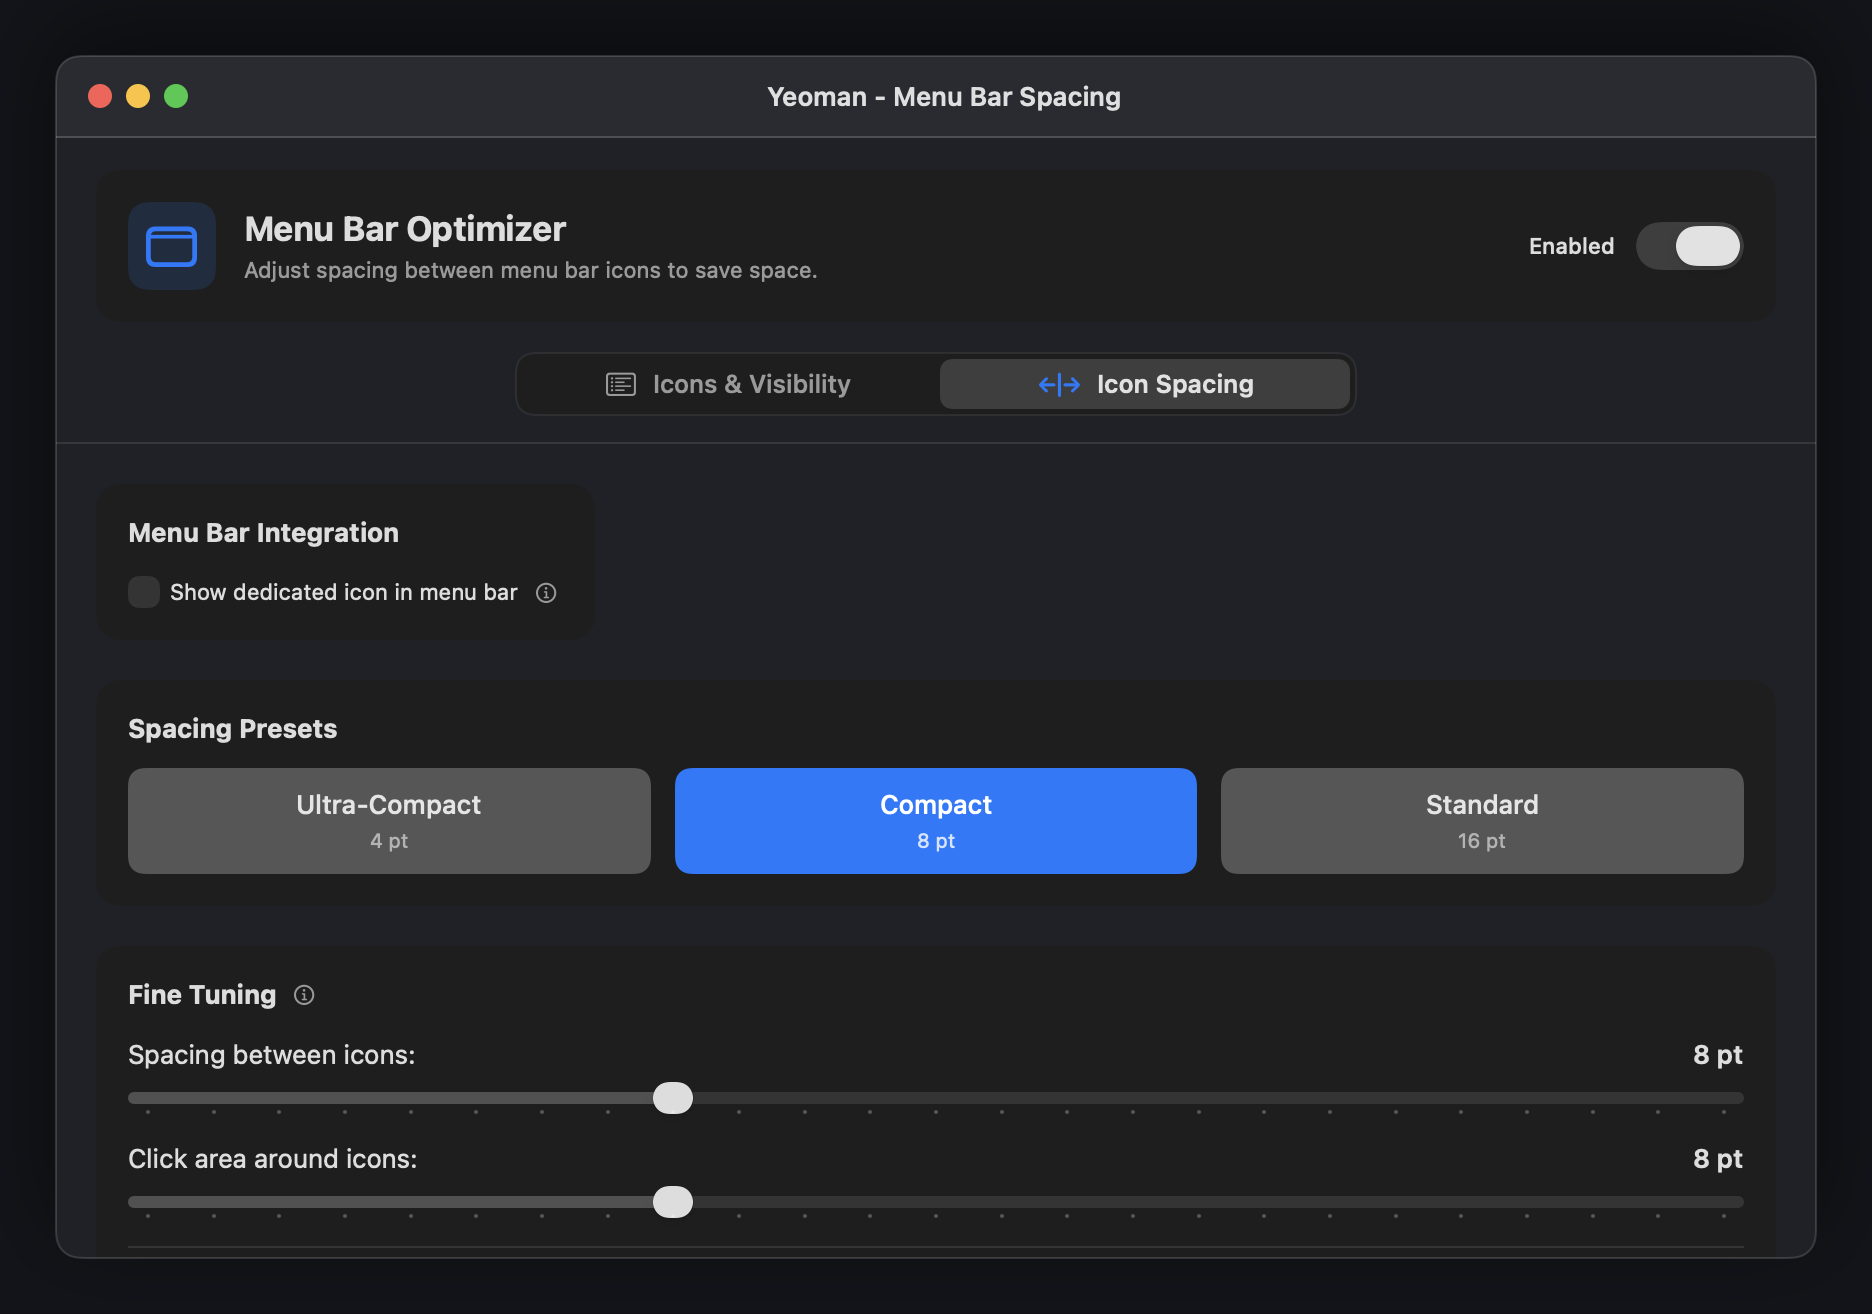 Yeoman - Menu Bar Spacing
Menu Bar Optimizer
Adjust spacing between menu bar icons to save space.
Enabled
Icons & Visibility
Icon Spacing
Menu Bar Integration
Show dedicated icon in menu bar
Spacing Presets
Ultra-Compact
4 pt
Compact
8 pt
Standard
16 pt
Fine Tuning
Spacing between icons:
8 pt
Click area around icons:
8 pt